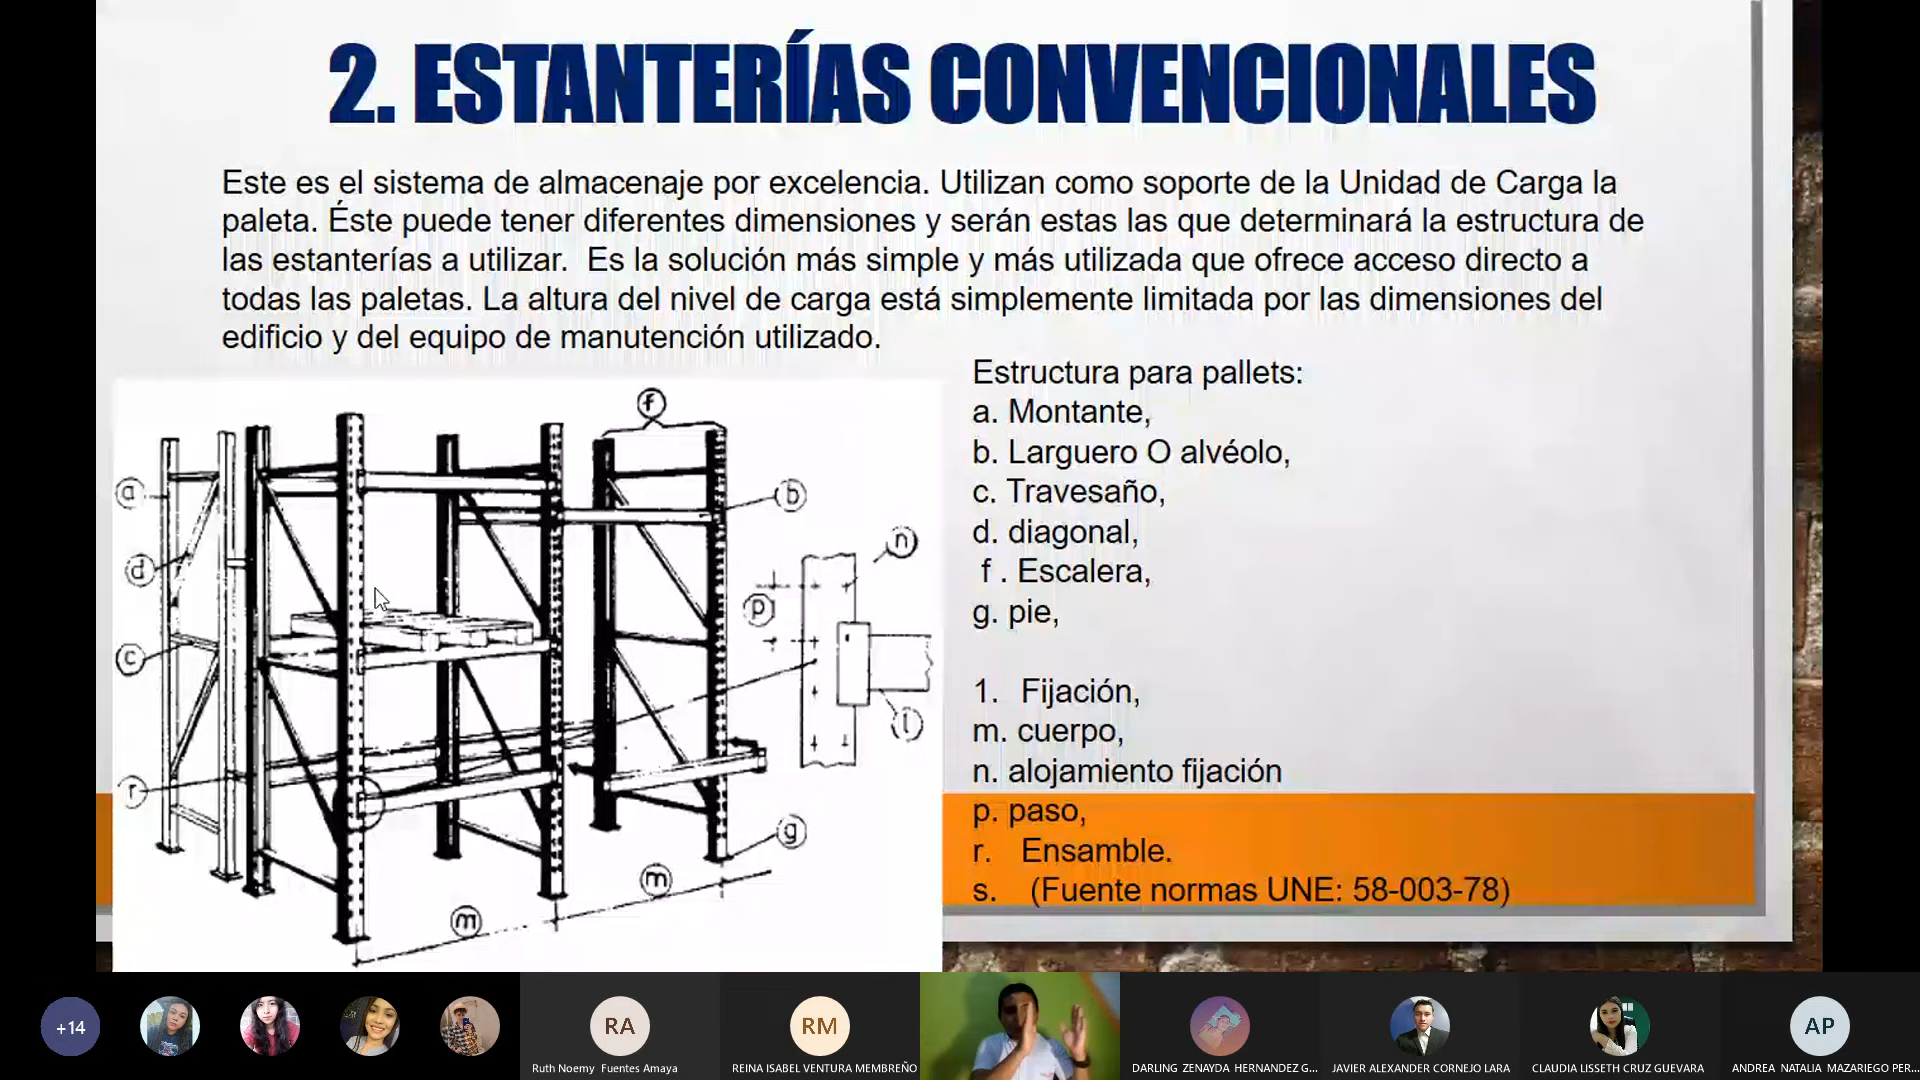 2. ESTANTERÍAS CONVENCIONALES
Este es el sistema de almacenaje por excelencia. Utilizan como soporte de la Unidad de Carga la
paleta. Éste puede tener diferentes dimensiones y serán estas las que determinará la estructura de
las estanterías a utilizar. Es la solución más simple y más utilizada que ofrece acceso directo a
todas las paletas. La altura del nivel de carga está simplemente limitada por las dimensiones del
edificio y del equipo de manutención utilizado.
Estructura para pallets:
a. Montante,
b. Larguero O alvéolo,
c. Travesaño,
d. diagonal,
f . Escalera,
g. pie,
1. Fijación,
m. cuerpo,
n. alojamiento fijación
p. paso,
r. Ensamble.
s. (Fuente normas UNE: 58-003-78)
f
a
b
n
d
p
c
l
r
g
m
m
+14
RA
RM
AP
Ruth Noemy Fuentes Amaya
REINA ISABEL VENTURA MEMBREÑO
DARLING ZENAYDA HERNANDEZ G...
JAVIER ALEXANDER CORNEJO LARA
CLAUDIA LISSETH CRUZ GUEVARA
ANDREA NATALIA MAZARIEGO PER...